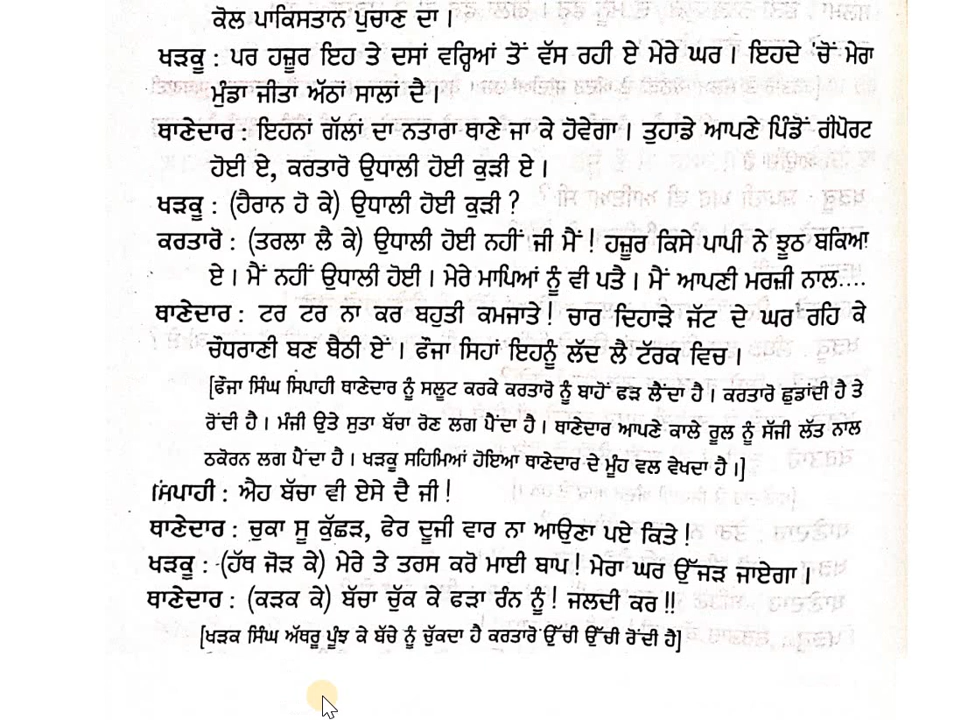 ਕੋਲ ਪਾਕਿਸਤਾਨ ਪੁਚਾਣ ਦਾ।
ਖੜਕੂ : ਪਰ ਹਜ਼ੂਰ ਇਹ ਤੇ ਦਸਾਂ ਵਰ੍ਹਿਆਂ ਤੋਂ ਵੱਸ ਰਹੀ ਏ ਮੇਰੇ ਘਰ। ਇਹਦੇ 'ਚੋਂ ਮੇਰਾ
ਮੁੰਡਾ ਜੀਤਾ ਅੱਠਾਂ ਸਾਲਾਂ ਦੈ।
ਥਾਣੇਦਾਰ : ਇਹਨਾਂ ਗੱਲਾਂ ਦਾ ਨਤਾਰਾ ਥਾਣੇ ਜਾ ਕੇ ਹੋਵੇਗਾ। ਤੁਹਾਡੇ ਆਪਣੇ ਪਿੰਡੋਂ ਰੀਪੋਰਟ
ਹੋਈ ਏ, ਕਰਤਾਰੋ ਉਧਾਲੀ ਹੋਈ ਕੁੜੀ ਏ।
ਖੜਕੂ : (ਹੈਰਾਨ ਹੋ ਕੇ) ਉਧਾਲੀ ਹੋਈ ਕੁੜੀ ?
ਕਰਤਾਰੋ : (ਤਰਲਾ ਲੈ ਕੇ) ਉਧਾਲੀ ਹੋਈ ਨਹੀਂ ਜੀ ਮੈਂ! ਹਜ਼ੂਰ ਕਿਸੇ ਪਾਪੀ ਨੇ ਝੂਠ ਬਕਿਆ
ਏ। ਮੈਂ ਨਹੀਂ ਉਧਾਲੀ ਹੋਈ। ਮੇਰੇ ਮਾਪਿਆਂ ਨੂੰ ਵੀ ਪਤੈ। ਮੈਂ ਆਪਣੀ ਮਰਜ਼ੀ ਨਾਲ....
ਥਾਣੇਦਾਰ : ਟਰ ਟਰ ਨਾ ਕਰ ਬਹੁਤੀ ਕਮਜਾਤੇ! ਚਾਰ ਦਿਹਾੜੇ ਜੱਟ ਦੇ ਘਰ ਰਹਿ ਕੇ
ਚੌਧਰਾਣੀ ਬਣ ਬੈਠੀ ਏਂ। ਫੌਜਾ ਸਿਹਾਂ ਇਹਨੂੰ ਲੱਦ ਲੈ ਟੱਰਕ ਵਿਚ।
[ਫੌਜਾ ਸਿੰਘ ਸਿਪਾਹੀ ਥਾਣੇਦਾਰ ਨੂੰ ਸਲੂਟ ਕਰਕੇ ਕਰਤਾਰੋ ਨੂੰ ਬਾਹੋਂ ਫੜ ਲੈਂਦਾ ਹੈ। ਕਰਤਾਰੋ ਛੁਡਾਂਦੀ ਹੈ ਤੇ
ਰੋਂਦੀ ਹੈ। ਮੰਜੀ ਉਤੇ ਸੁਤਾ ਬੱਚਾ ਰੋਣ ਲਗ ਪੈਂਦਾ ਹੈ। ਥਾਣੇਦਾਰ ਆਪਣੇ ਕਾਲੇ ਰੂਲ ਨੂੰ ਸੱਜੀ ਲੱਤ ਨਾਲ
ਠਕੋਰਨ ਲਗ ਪੈਂਦਾ ਹੈ। ਖੜਕੂ ਸਹਿਮਿਆਂ ਹੋਇਆ ਥਾਣੇਦਾਰ ਦੇ ਮੂੰਹ ਵਲ ਵੇਖਦਾ ਹੈ।]
ਸਿਪਾਹੀ : ਐਹ ਬੱਚਾ ਵੀ ਏਸੇ ਦੈ ਜੀ!
ਥਾਣੇਦਾਰ : ਚੁਕਾ ਸੂ ਕੁੱਛੜ, ਫੇਰ ਦੂਜੀ ਵਾਰ ਨਾ ਆਉਣਾ ਪਏ ਕਿਤੇ!
ਖੜਕੂ : (ਹੱਥ ਜੋੜ ਕੇ) ਮੇਰੇ ਤੇ ਤਰਸ ਕਰੋ ਮਾਈ ਬਾਪ! ਮੇਰਾ ਘਰ ਉੱਜੜ ਜਾਏਗਾ।
ਥਾਣੇਦਾਰ : (ਕੜਕ ਕੇ) ਬੱਚਾ ਚੁੱਕ ਕੇ ਫੜਾ ਰੰਨ ਨੂੰ! ਜਲਦੀ ਕਰ!!
[ਖੜਕ ਸਿੰਘ ਅੱਥਰੂ ਪੂੰਝ ਕੇ ਬੱਚੇ ਨੂੰ ਚੁੱਕਦਾ ਹੈ ਕਰਤਾਰੋ ਉੱਚੀ ਉੱਚੀ ਰੋਂਦੀ ਹੈ]